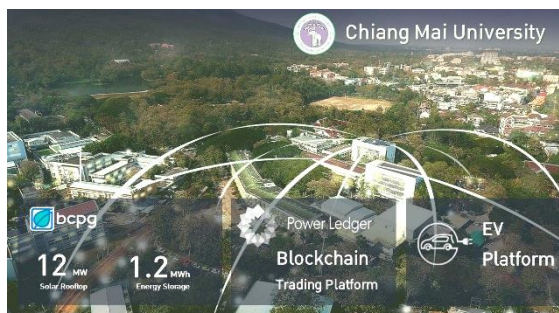 Chiang Mai University
bcpg
12 MW
Solar Rooftop
1.2 MWh
Energy Storage
Power Ledger
Blockchain
Trading Platform
EV
Platform